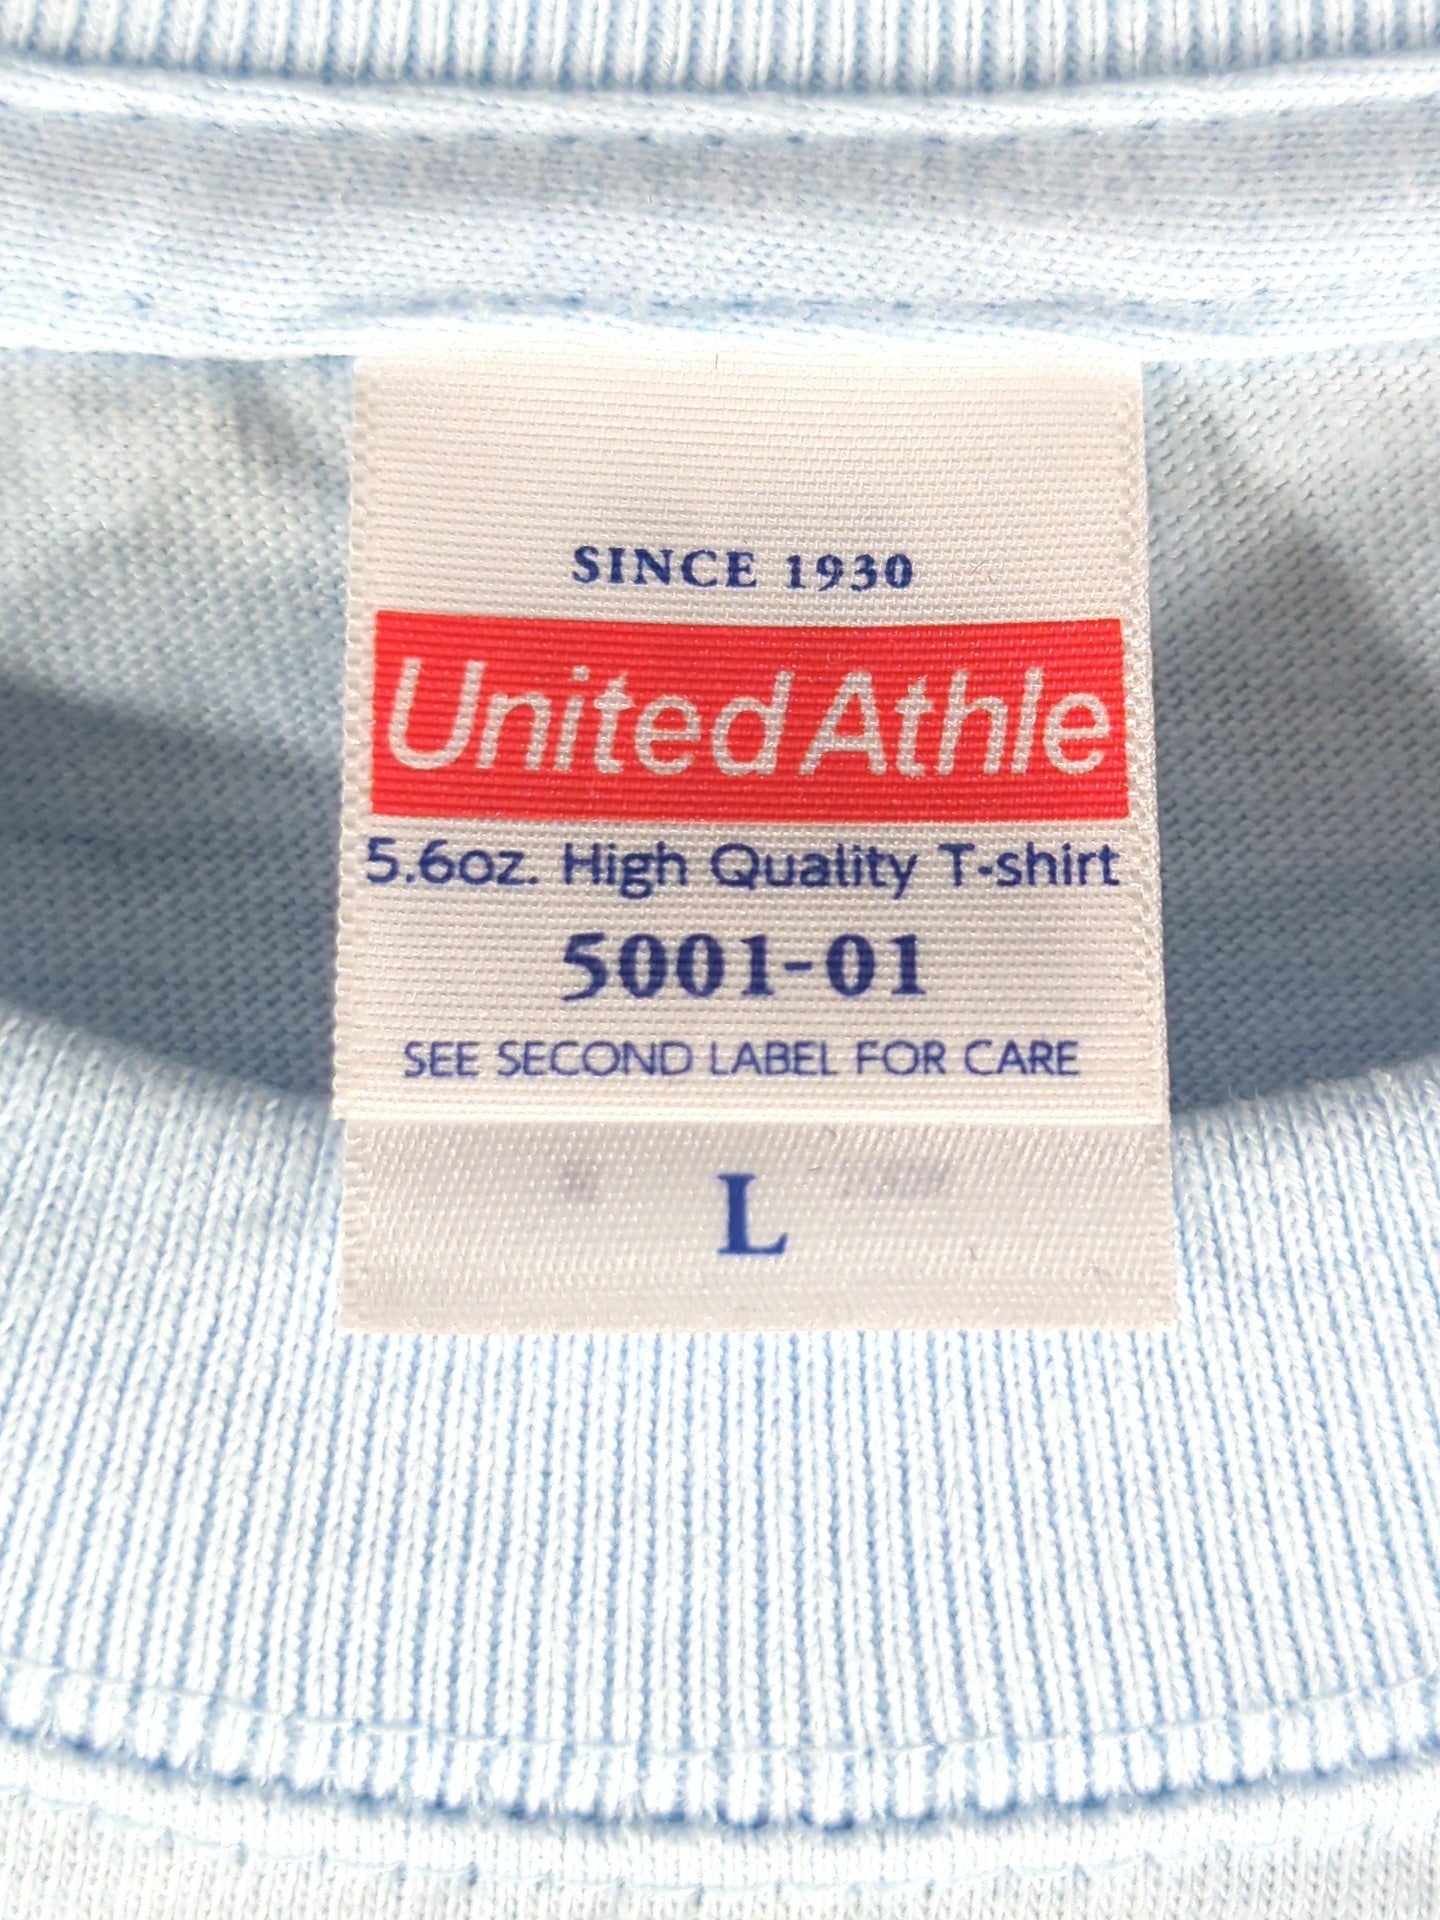 SINCE 1930
United Athle
5.6oz. High Quality T-shirt
5001-01
SEE SECOND LABEL FOR CARE
L